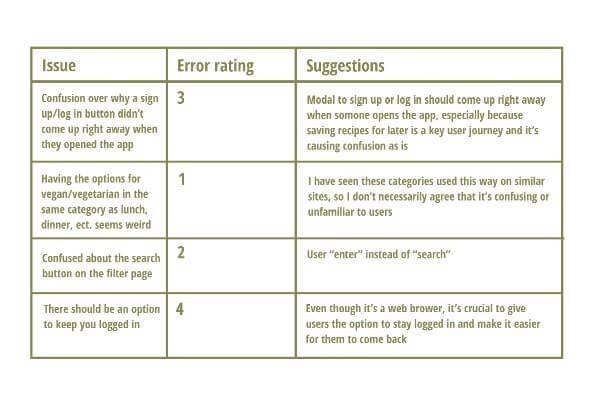 Issue
Error rating
Suggestions
Confusion over why a sign
up/log in button didn't
come up right away when
they opened the app
3
Modal to sign up or log in should come up right away
when somone opens the app, especially because
saving recipes for later is a key user journey and it's
causing confusion as is
Having the options for
vegan/vegetarian in the
same category as lunch,
dinner, ect. seems weird
1
I have seen these categories used this way on similar
sites, so I don't necessarily agree that it's confusing or
unfamiliar to users
Confused about the search
button on the filter page
2
User “enter” instead of “search”
There should be an option
to keep you logged in
4
Even though it's a web brower, it's crucial to give
users the option to stay logged in and make it easier
for them to come back